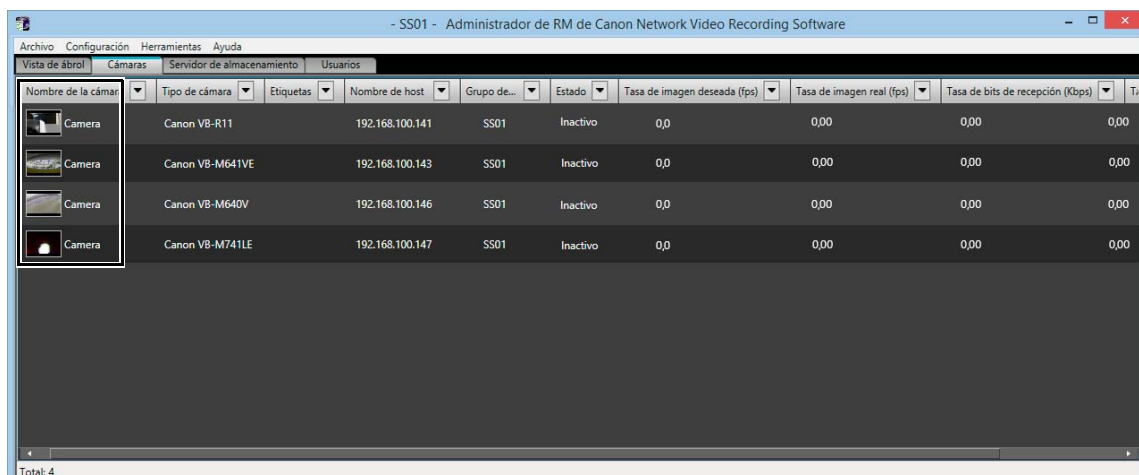 - SS01 - Administrador de RM de Canon Network Video Recording Software
Archivo Configuración Herramientas Ayuda
Vista de ábrol Cámaras Servidor de almacenamiento Usuarios
Nombre de la cámar Tipo de cámara Etiquetas Nombre de host Grupo de... Estado Tasa de imagen deseada (fps) Tasa de imagen real (fps) Tasa de bits de recepción (Kbps)
Camera Canon VB-R11 192.168.100.141 SS01 Inactivo 0,0 0,00 0,00 0,00
Camera Canon VB-M641VE 192.168.100.143 SS01 Inactivo 0,0 0,00 0,00 0,00
Camera Canon VB-M640V 192.168.100.146 SS01 Inactivo 0,0 0,00 0,00 0,00
Camera Canon VB-M741LE 192.168.100.147 SS01 Inactivo 0,0 0,00 0,00 0,00
Total: 4